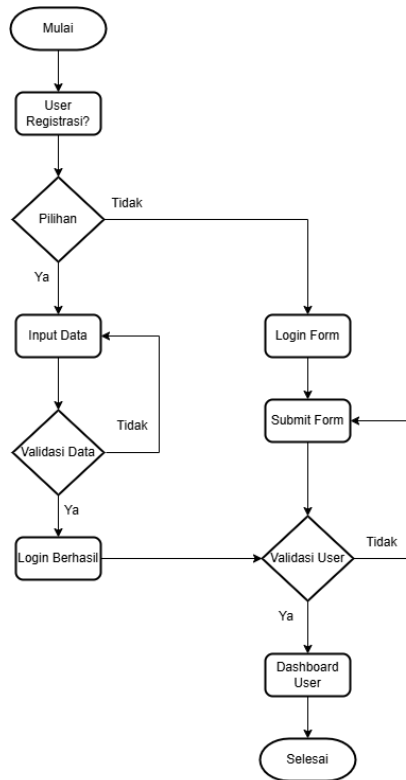 Mulai
User
Registrasi?
Pilihan
Tidak
Ya
Input Data
Login Form
Submit Form
Validasi Data
Tidak
Ya
Login Berhasil
Validasi User
Tidak
Ya
Dashboard
User
Selesai